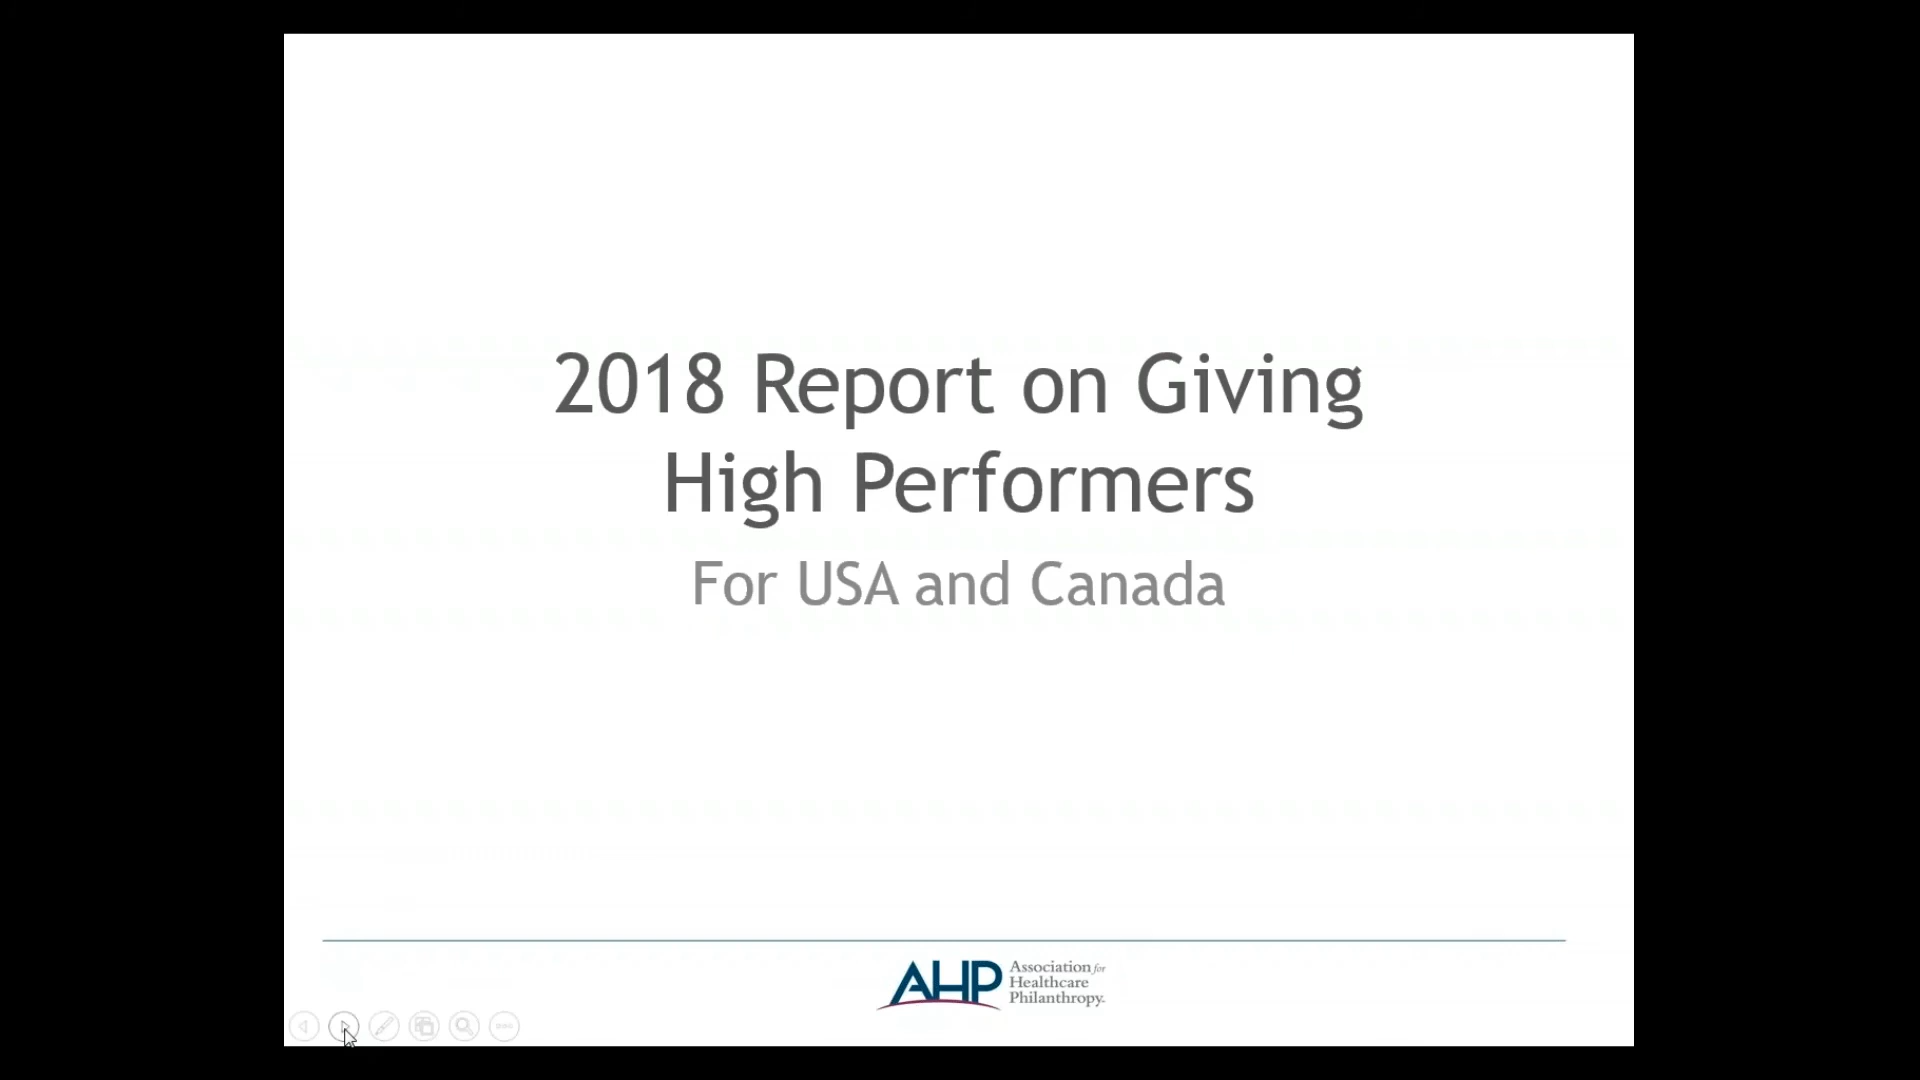 2018 Report on Giving
High Performers
For USA and Canada
AHP
Association for
Healthcare
Philanthropy.